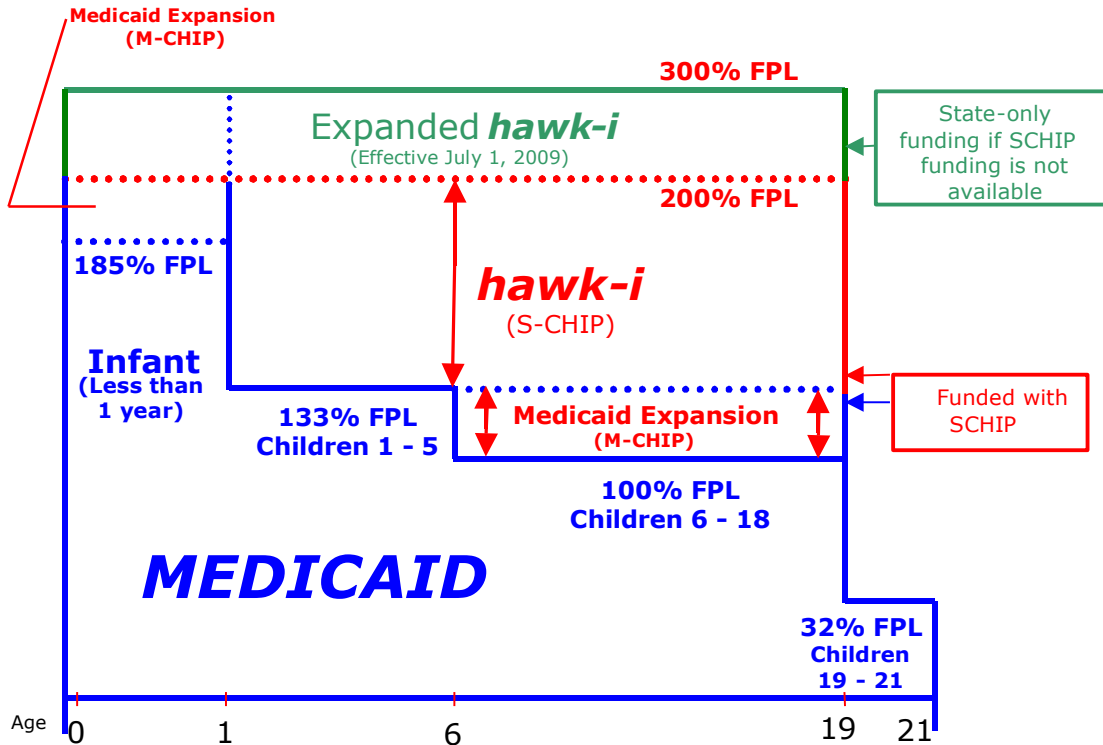 Medicaid Expansion
(M-CHIP)
300% FPL
Expanded hawk-i
(Effective July 1, 2009)
State-only
funding if SCHIP
funding is not
available
200% FPL
185% FPL
hawk-i
(S-CHIP)
Infant
(Less than
1 year)
133% FPL
Children 1 - 5
Medicaid Expansion
(M-CHIP)
Funded with
SCHIP
100% FPL
Children 6 - 18
MEDICAID
32% FPL
Children
19 - 21
Age 0 1 6 19 21